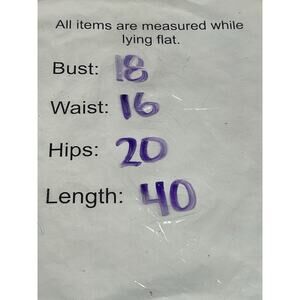 All items are measured while
lying flat.
Bust: 18
Waist: 16
Hips: 20
Length: 40